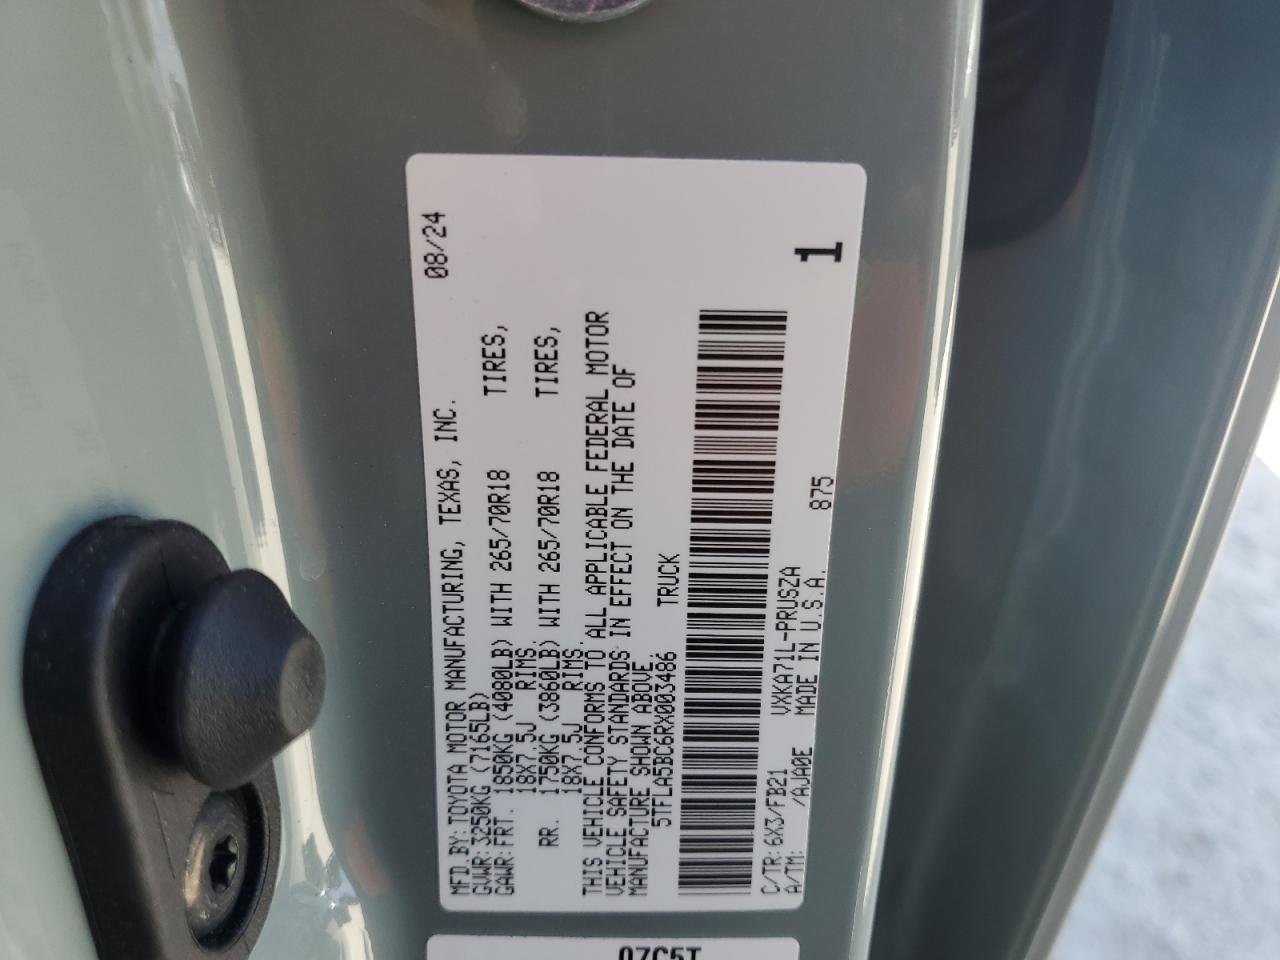 MFD BY: TOYOTA MOTOR MANUFACTURING, TEXAS, INC. 08/24
GVWR: 3250KG (7165LB)
GAWR: FRT. 1850KG (4080LB) WITH 265/70R18 TIRES,
18X7.5J RIMS
RR. 1750KG (3860LB) WITH 265/70R18 TIRES,
18X7.5J RIMS.
THIS VEHICLE CONFORMS TO ALL APPLICABLE FEDERAL MOTOR
VEHICLE SAFETY STANDARDS IN EFFECT ON THE DATE OF
MANUFACTURE SHOWN ABOVE.
5TFLA5BC6RX003486 TRUCK
C/TR: 6X3/FB21 VXKA71L-PRUSZA
A/TM: /AJA0E MADE IN U.S.A. 875
1
07C5T